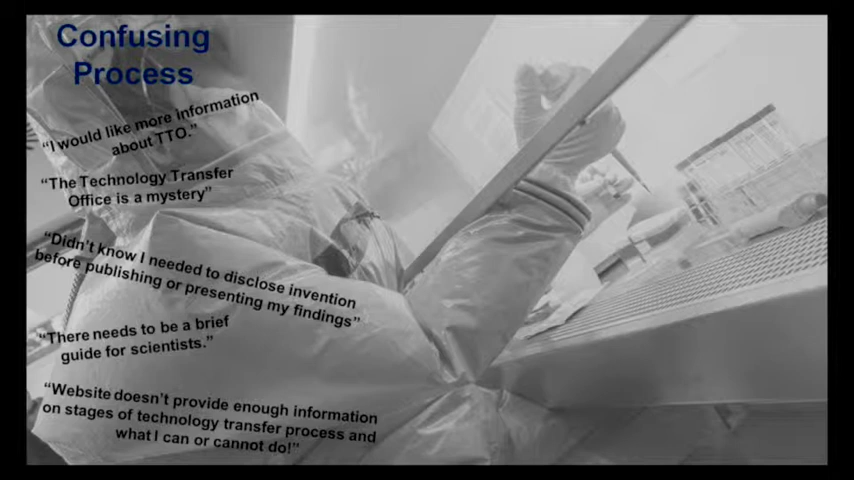 Confusing
Process
“I would like more information
about TTO.”
“The Technology Transfer
Office is a mystery”
“Didn’t know I needed to disclose invention
before publishing or presenting my findings”
“There needs to be a brief
guide for scientists.”
“Website doesn’t provide enough information
on stages of technology transfer process and
what I can or cannot do!”